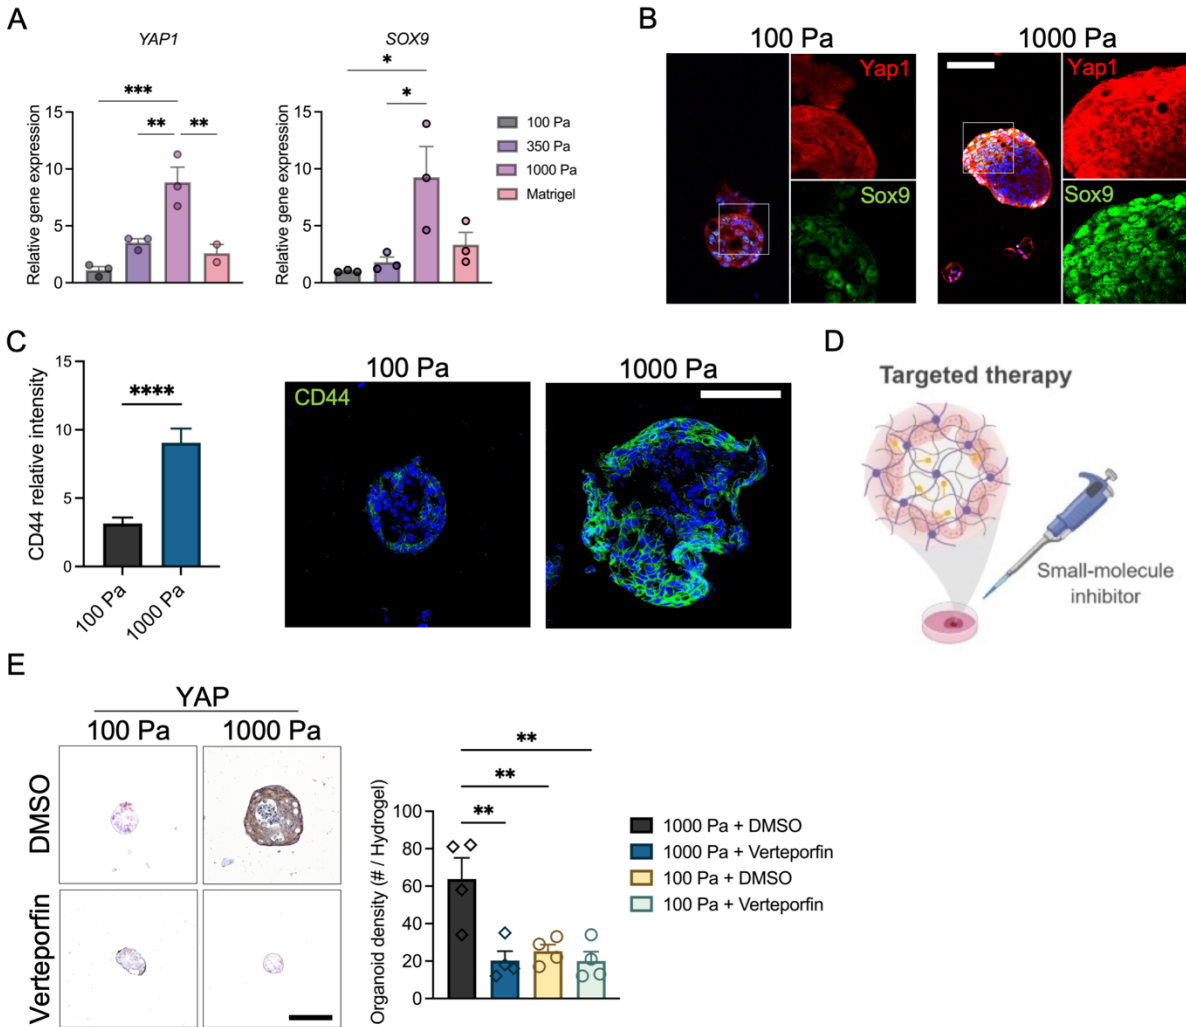 A
YAP1
SOX9
Relative gene expression
15
10
5
0
***
**
**
Relative gene expression
15
10
5
0
*
*
100 Pa
350 Pa
1000 Pa
Matrigel
B
100 Pa
1000 Pa
Yap1
Sox9
Yap1
Sox9
C
CD44 relative intensity
15
10
5
0
****
100 Pa
1000 Pa
100 Pa
1000 Pa
CD44
D
Targeted therapy
Small-molecule
inhibitor
E
YAP
100 Pa
1000 Pa
DMSO
Verteporfin
Organoid density (# / Hydrogel)
100
80
60
40
20
0
**
**
**
1000 Pa + DMSO
1000 Pa + Verteporfin
100 Pa + DMSO
100 Pa + Verteporfin